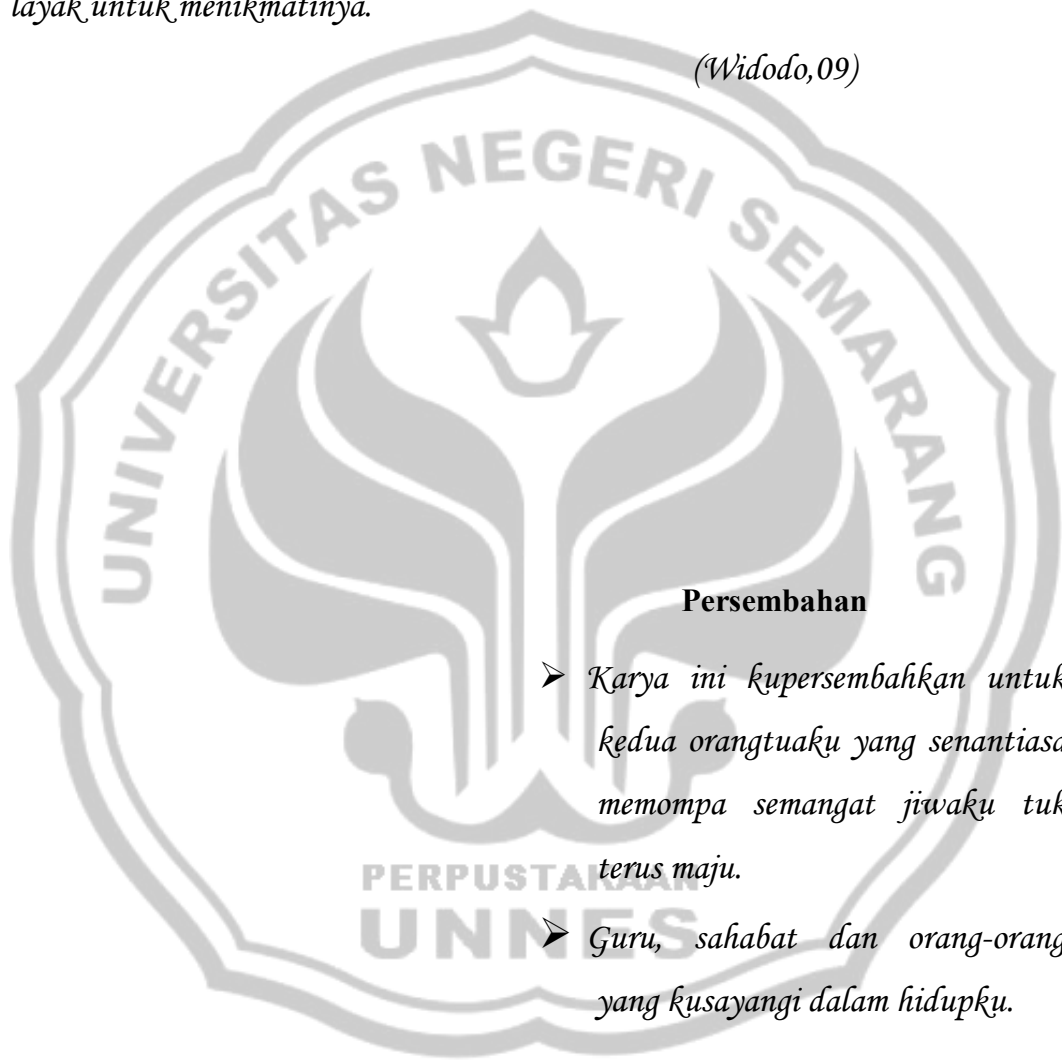 layak untuk menikmatinya.
(Widodo,09)
UNIVERSITAS NEGERI SEMARANG
Persembahan
➢ Karya ini kupersembahkan untuk
kedua orangtuaku yang senantiasa
memompa semangat jiwaku tuk
terus maju.
PERPUSTAKAAN
UNNES
➢ Guru, sahabat dan orang-orang
yang kusayangi dalam hidupku.